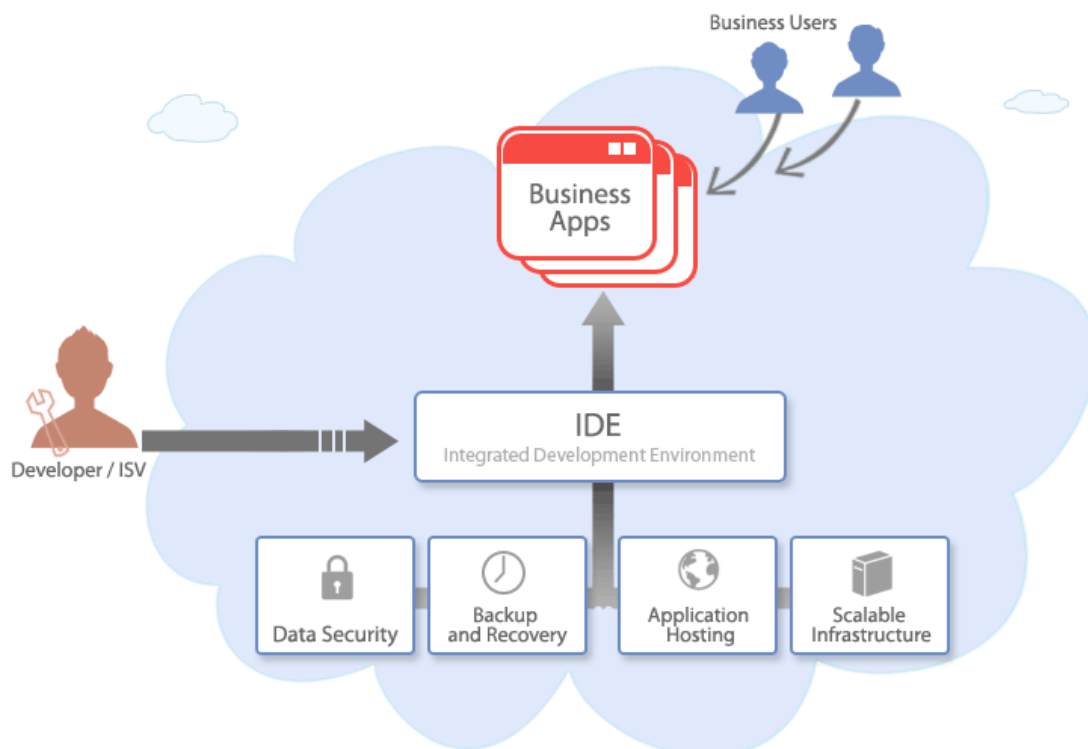 Business Users
Business
Apps
Developer / ISV
IDE
Integrated Development Environment
Data Security
Backup
and Recovery
Application
Hosting
Scalable
Infrastructure